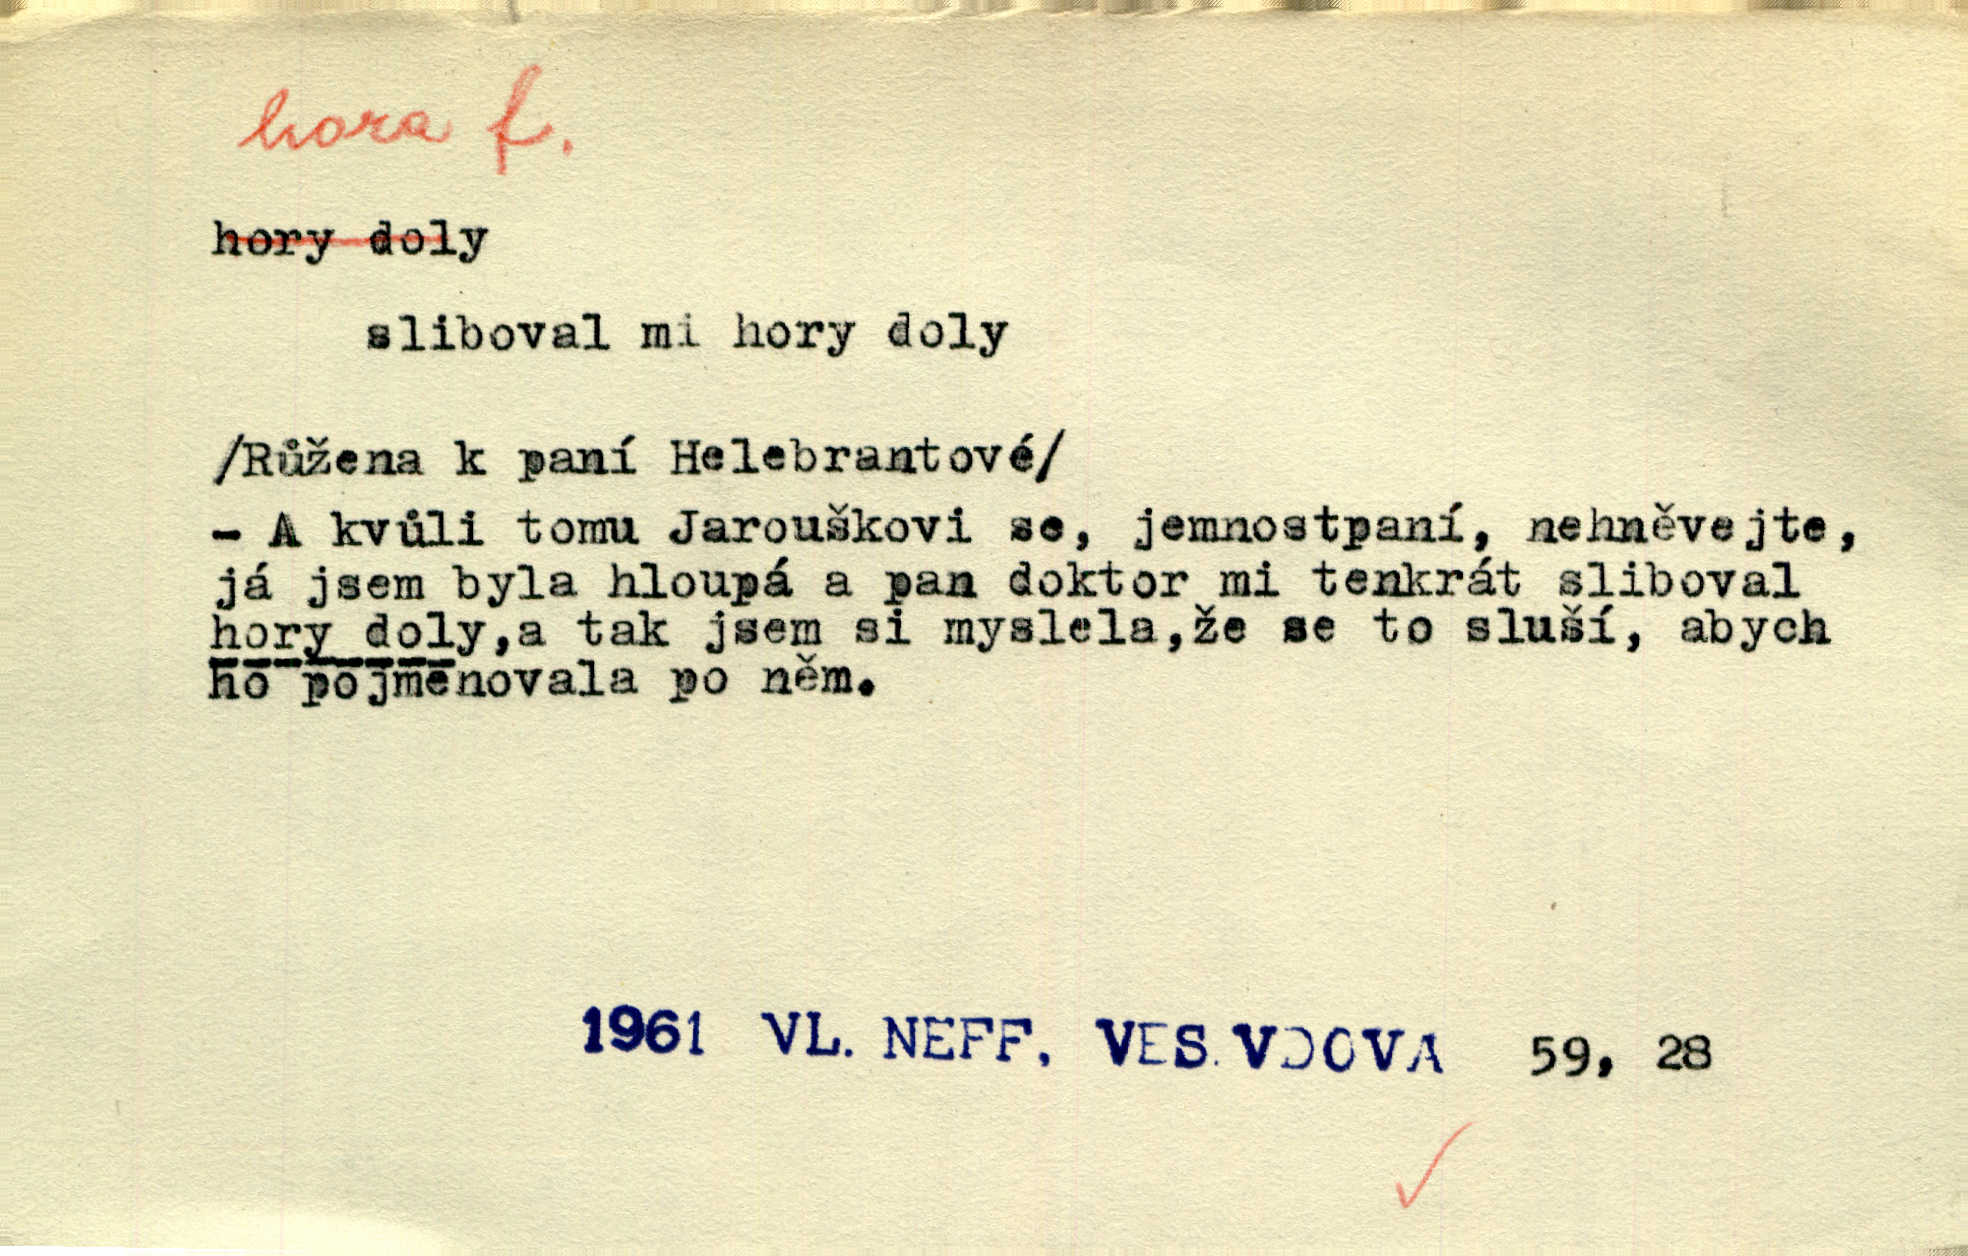 hora f.
hory doly
sliboval mi hory doly
/Růžena k paní Helebrantové/
- A kvůli tomu Jarouškovi se, jemnostpaní, nehněvejte,
já jsem byla hloupá a pan doktor mi tenkrát sliboval
hory doly,a tak jsem si myslela,že se to sluší, abych
ho pojmenovala po něm.
1961 VL. NEFF, VES. VDOVA 59, 28